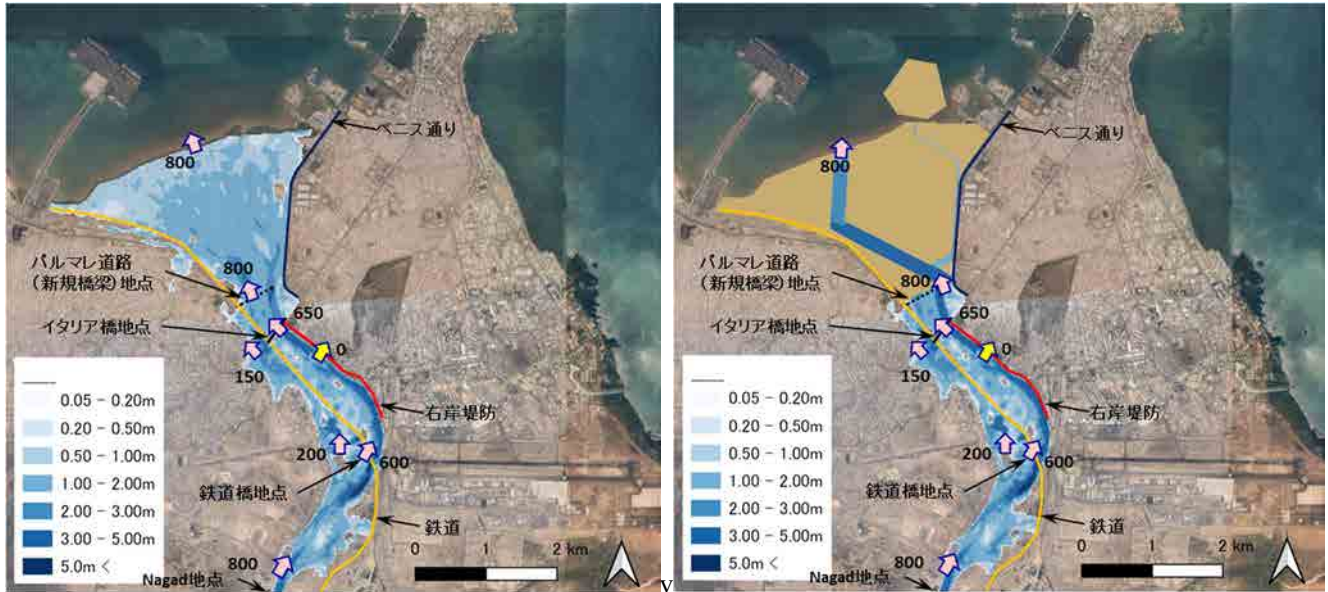 ベニス通り
800
パルマレ道路
(新規橋梁)地点
800
650
イタリア橋地点
0
150
右岸堤防
200
600
鉄道橋地点
鉄道
800
Nagad地点
0.05 - 0.20m
0.20 - 0.50m
0.50 - 1.00m
1.00 - 2.00m
2.00 - 3.00m
3.00 - 5.00m
5.0m <
0 1 2 km
v
ベニス通り
800
パルマレ道路
(新規橋梁)地点
800
650
イタリア橋地点
0
150
右岸堤防
200
600
鉄道橋地点
鉄道
800
Nagad地点
0.05 - 0.20m
0.20 - 0.50m
0.50 - 1.00m
1.00 - 2.00m
2.00 - 3.00m
3.00 - 5.00m
5.0m <
0 1 2 km